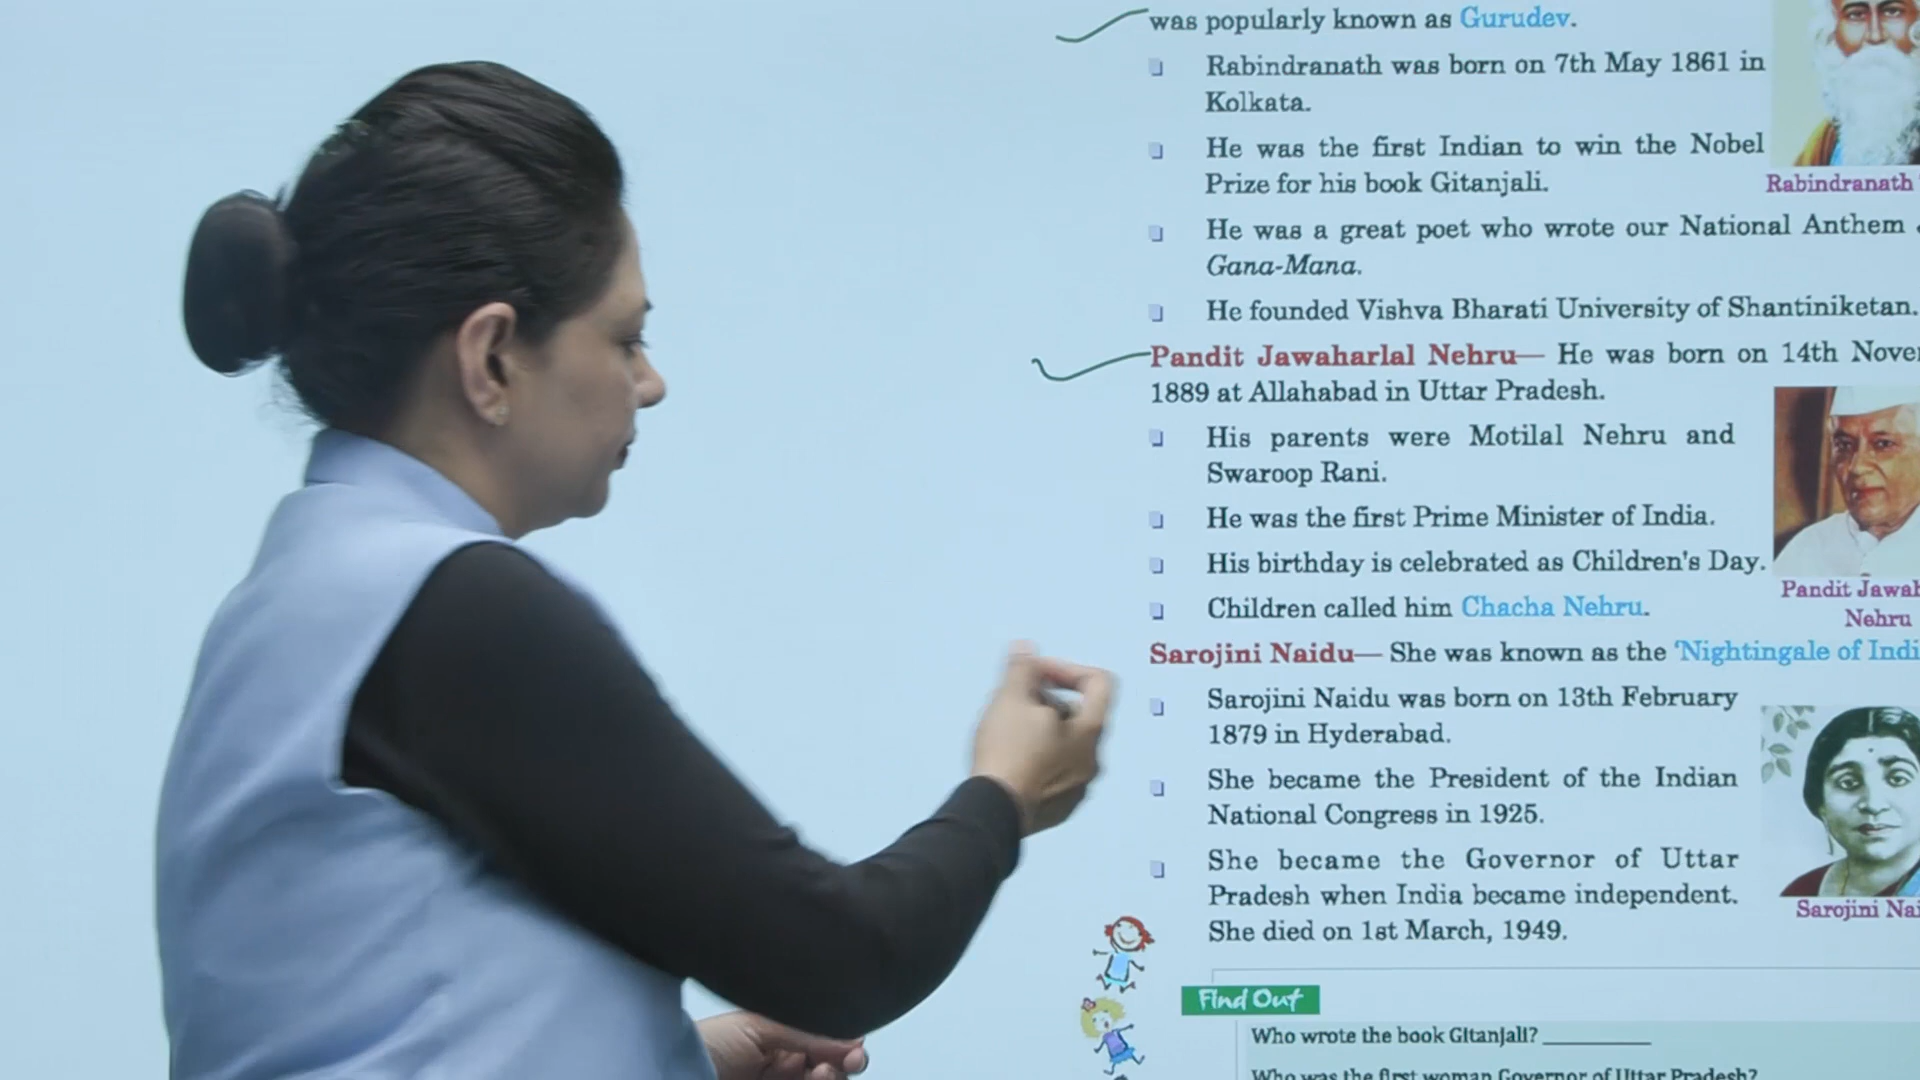 was popularly known as Gurudev.
Rabindranath was born on 7th May 1861 in
Kolkata.
He was the first Indian to win the Nobel
Prize for his book Gitanjali.
Rabindranath
He was a great poet who wrote our National Anthem
Gana-Mana.
He founded Vishva Bharati University of Shantiniketan.
Pandit Jawaharlal Nehru— He was born on 14th Nove
1889 at Allahabad in Uttar Pradesh.
His parents were Motilal Nehru and
Swaroop Rani.
He was the first Prime Minister of India.
His birthday is celebrated as Children's Day.
Children called him Chacha Nehru.
Pandit Jawah
Nehru
Sarojini Naidu— She was known as the 'Nightingale of Indi
Sarojini Naidu was born on 13th February
1879 in Hyderabad.
She became the President of the Indian
National Congress in 1925.
She became the Governor of Uttar
Pradesh when India became independent.
She died on 1st March, 1949.
Sarojini Nai
Find Out
Who wrote the book Gitanjali? ________
Who was the first woman Governor of Uttar Pradesh?